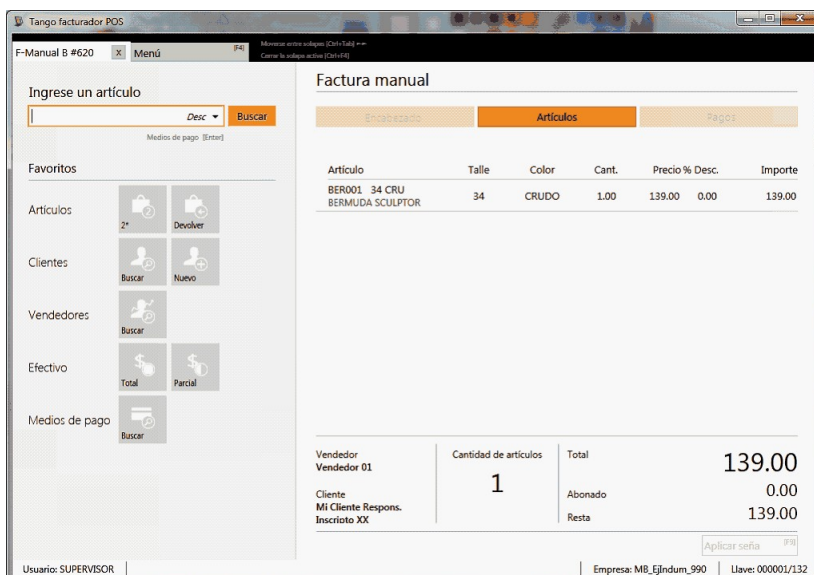 Tango facturador POS
F-Manual B #620 x Menú [F4] Moverse entre solapas [Ctrl+Tab]
Cerrar la solapa activa [Ctrl+F4]
Ingrese un artículo
Desc Buscar
Medios de pago [Enter]
Favoritos
Artículos
2*
Devolver
Clientes
Buscar
Nuevo
Vendedores
Buscar
Efectivo
Total
Parcial
Medios de pago
Buscar
Factura manual
Encabezado Artículos Pagos
Artículo Talle Color Cant. Precio % Desc. Importe
BER001 34 CRU 34 CRUDO 1.00 139.00 0.00 139.00
BERMUDA SCULPTOR
Vendedor
Vendedor 01
Cliente
Mi Cliente Respons.
Inscripto XX
Cantidad de artículos
1
Total 139.00
Abonado 0.00
Resta 139.00
Aplicar seña [F9]
Usuario: SUPERVISOR
Empresa: MB_EjIndum_990
Llave: 000001/132